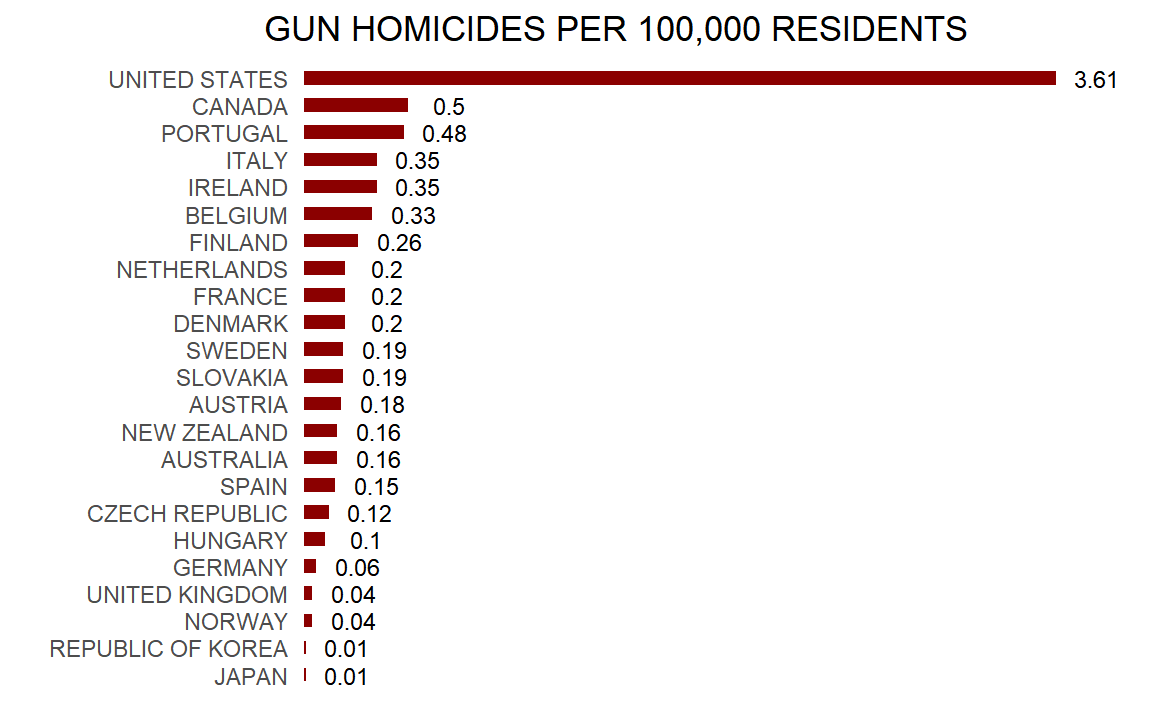 GUN HOMICIDES PER 100,000 RESIDENTS
UNITED STATES 3.61
CANADA 0.5
PORTUGAL 0.48
ITALY 0.35
IRELAND 0.35
BELGIUM 0.33
FINLAND 0.26
NETHERLANDS 0.2
FRANCE 0.2
DENMARK 0.2
SWEDEN 0.19
SLOVAKIA 0.19
AUSTRIA 0.18
NEW ZEALAND 0.16
AUSTRALIA 0.16
SPAIN 0.15
CZECH REPUBLIC 0.12
HUNGARY 0.1
GERMANY 0.06
UNITED KINGDOM 0.04
NORWAY 0.04
REPUBLIC OF KOREA 0.01
JAPAN 0.01